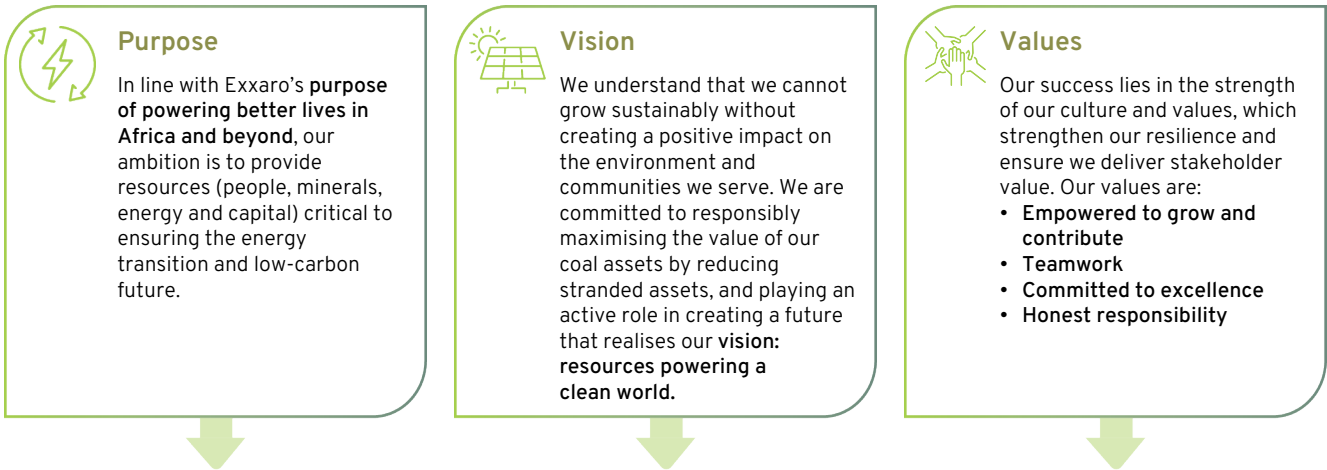 Purpose
In line with Exxaro's purpose
of powering better lives in
Africa and beyond, our
ambition is to provide
resources (people, minerals,
energy and capital) critical to
ensuring the energy
transition and low-carbon
future.
Vision
We understand that we cannot
grow sustainably without
creating a positive impact on
the environment and
communities we serve. We are
committed to responsibly
maximising the value of our
coal assets by reducing
stranded assets, and playing an
active role in creating a future
that realises our vision:
resources powering a
clean world.
Values
Our success lies in the strength
of our culture and values, which
strengthen our resilience and
ensure we deliver stakeholder
value. Our values are:
• Empowered to grow and
contribute
• Teamwork
• Committed to excellence
• Honest responsibility